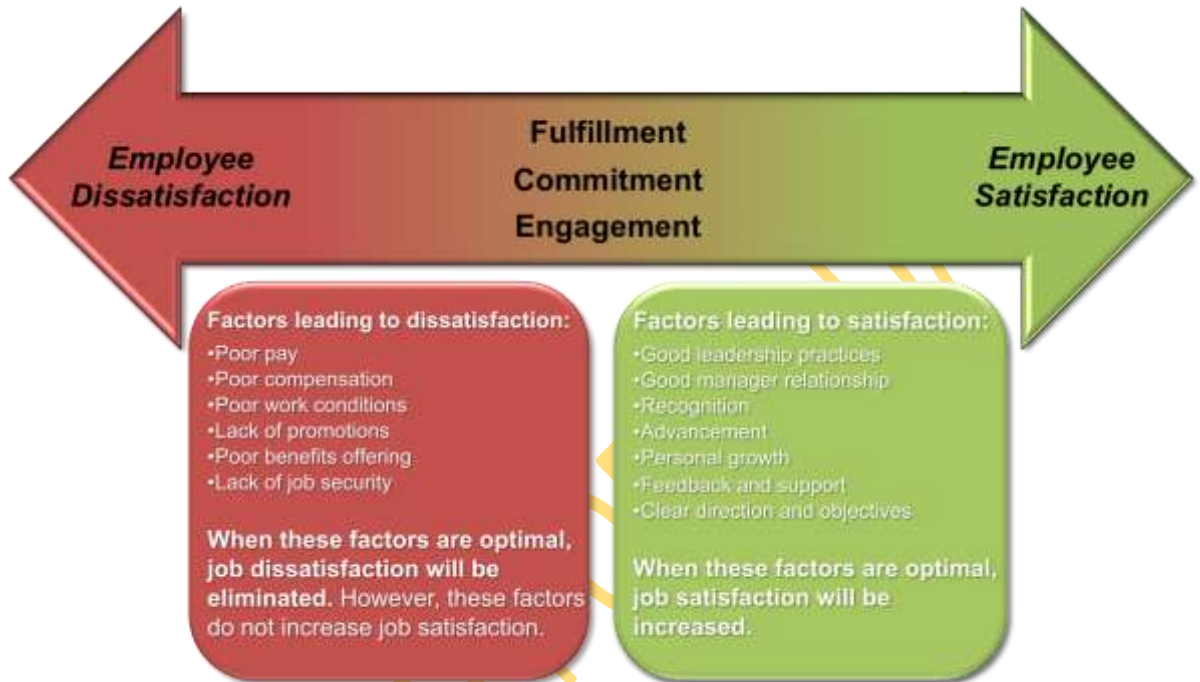 Employee
Dissatisfaction
Fulfillment
Commitment
Engagement
Employee
Satisfaction
Factors leading to dissatisfaction:
•Poor pay
•Poor compensation
•Poor work conditions
•Lack of promotions
•Poor benefits offering
•Lack of job security
When these factors are optimal,
job dissatisfaction will be
eliminated. However, these factors
do not increase job satisfaction.
Factors leading to satisfaction:
•Good leadership practices
•Good manager relationship
•Recognition
•Advancement
•Personal growth
•Feedback and support
•Clear direction and objectives
When these factors are optimal,
job satisfaction will be
increased.